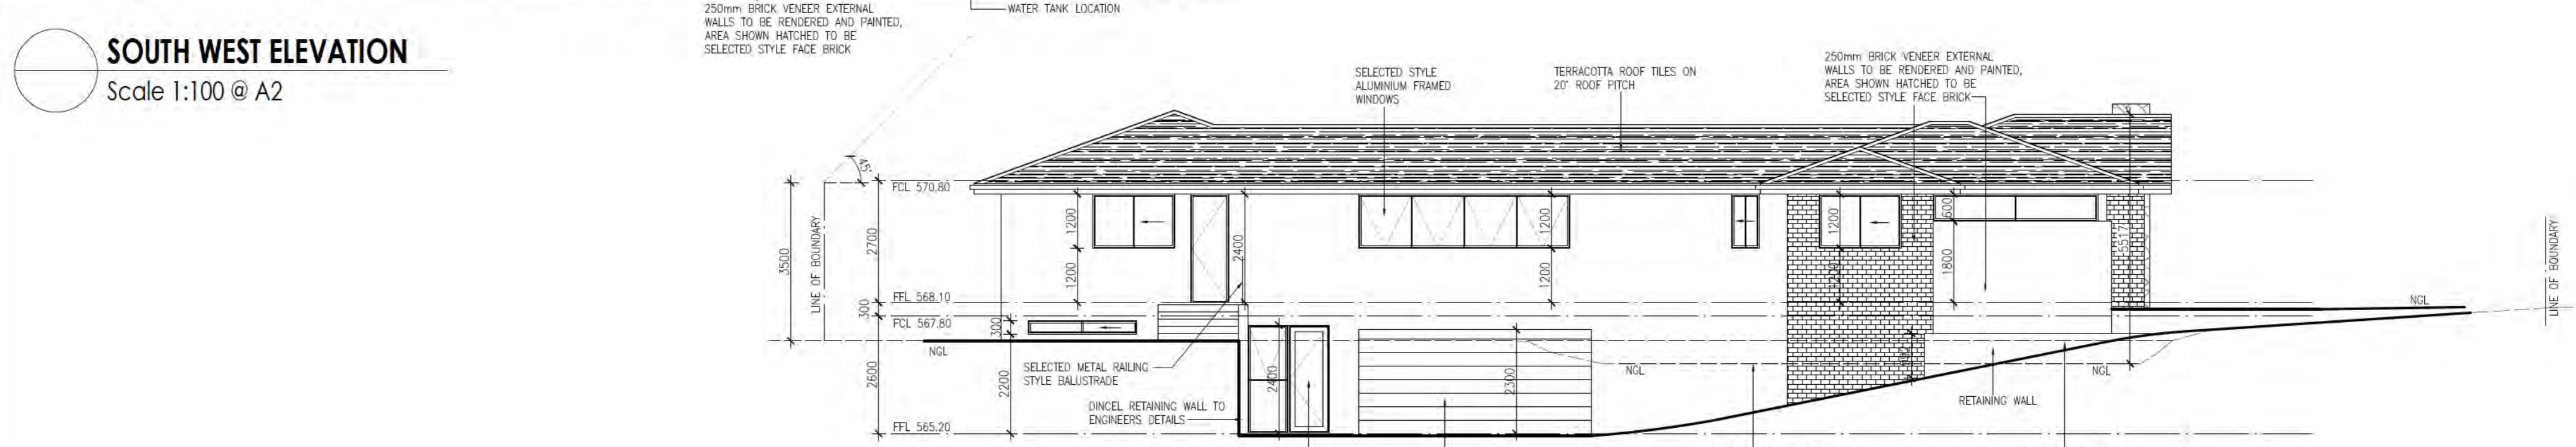 250mm BRICK VENEER EXTERNAL
WALLS TO BE RENDERED AND PAINTED,
AREA SHOWN HATCHED TO BE
SELECTED STYLE FACE BRICK
WATER TANK LOCATION
SOUTH WEST ELEVATION
Scale 1:100 @ A2
SELECTED STYLE
ALUMINIUM FRAMED
WINDOWS
TERRACOTTA ROOF TILES ON
20° ROOF PITCH
250mm BRICK VENEER EXTERNAL
WALLS TO BE RENDERED AND PAINTED,
AREA SHOWN HATCHED TO BE
SELECTED STYLE FACE BRICK
45°
FCL 570.80
3500
LINE OF BOUNDARY
2700
1200
1200
2400
1200
1200
1200
600
1800
5517
LINE OF BOUNDARY
FFL 568.10
300
FCL 567.80
300
NGL
NGL
2600
2200
SELECTED METAL RAILING
STYLE BALUSTRADE
2400
2300
NGL
NGL
DINCEL RETAINING WALL TO
ENGINEERS DETAILS
RETAINING WALL
FFL 565.20